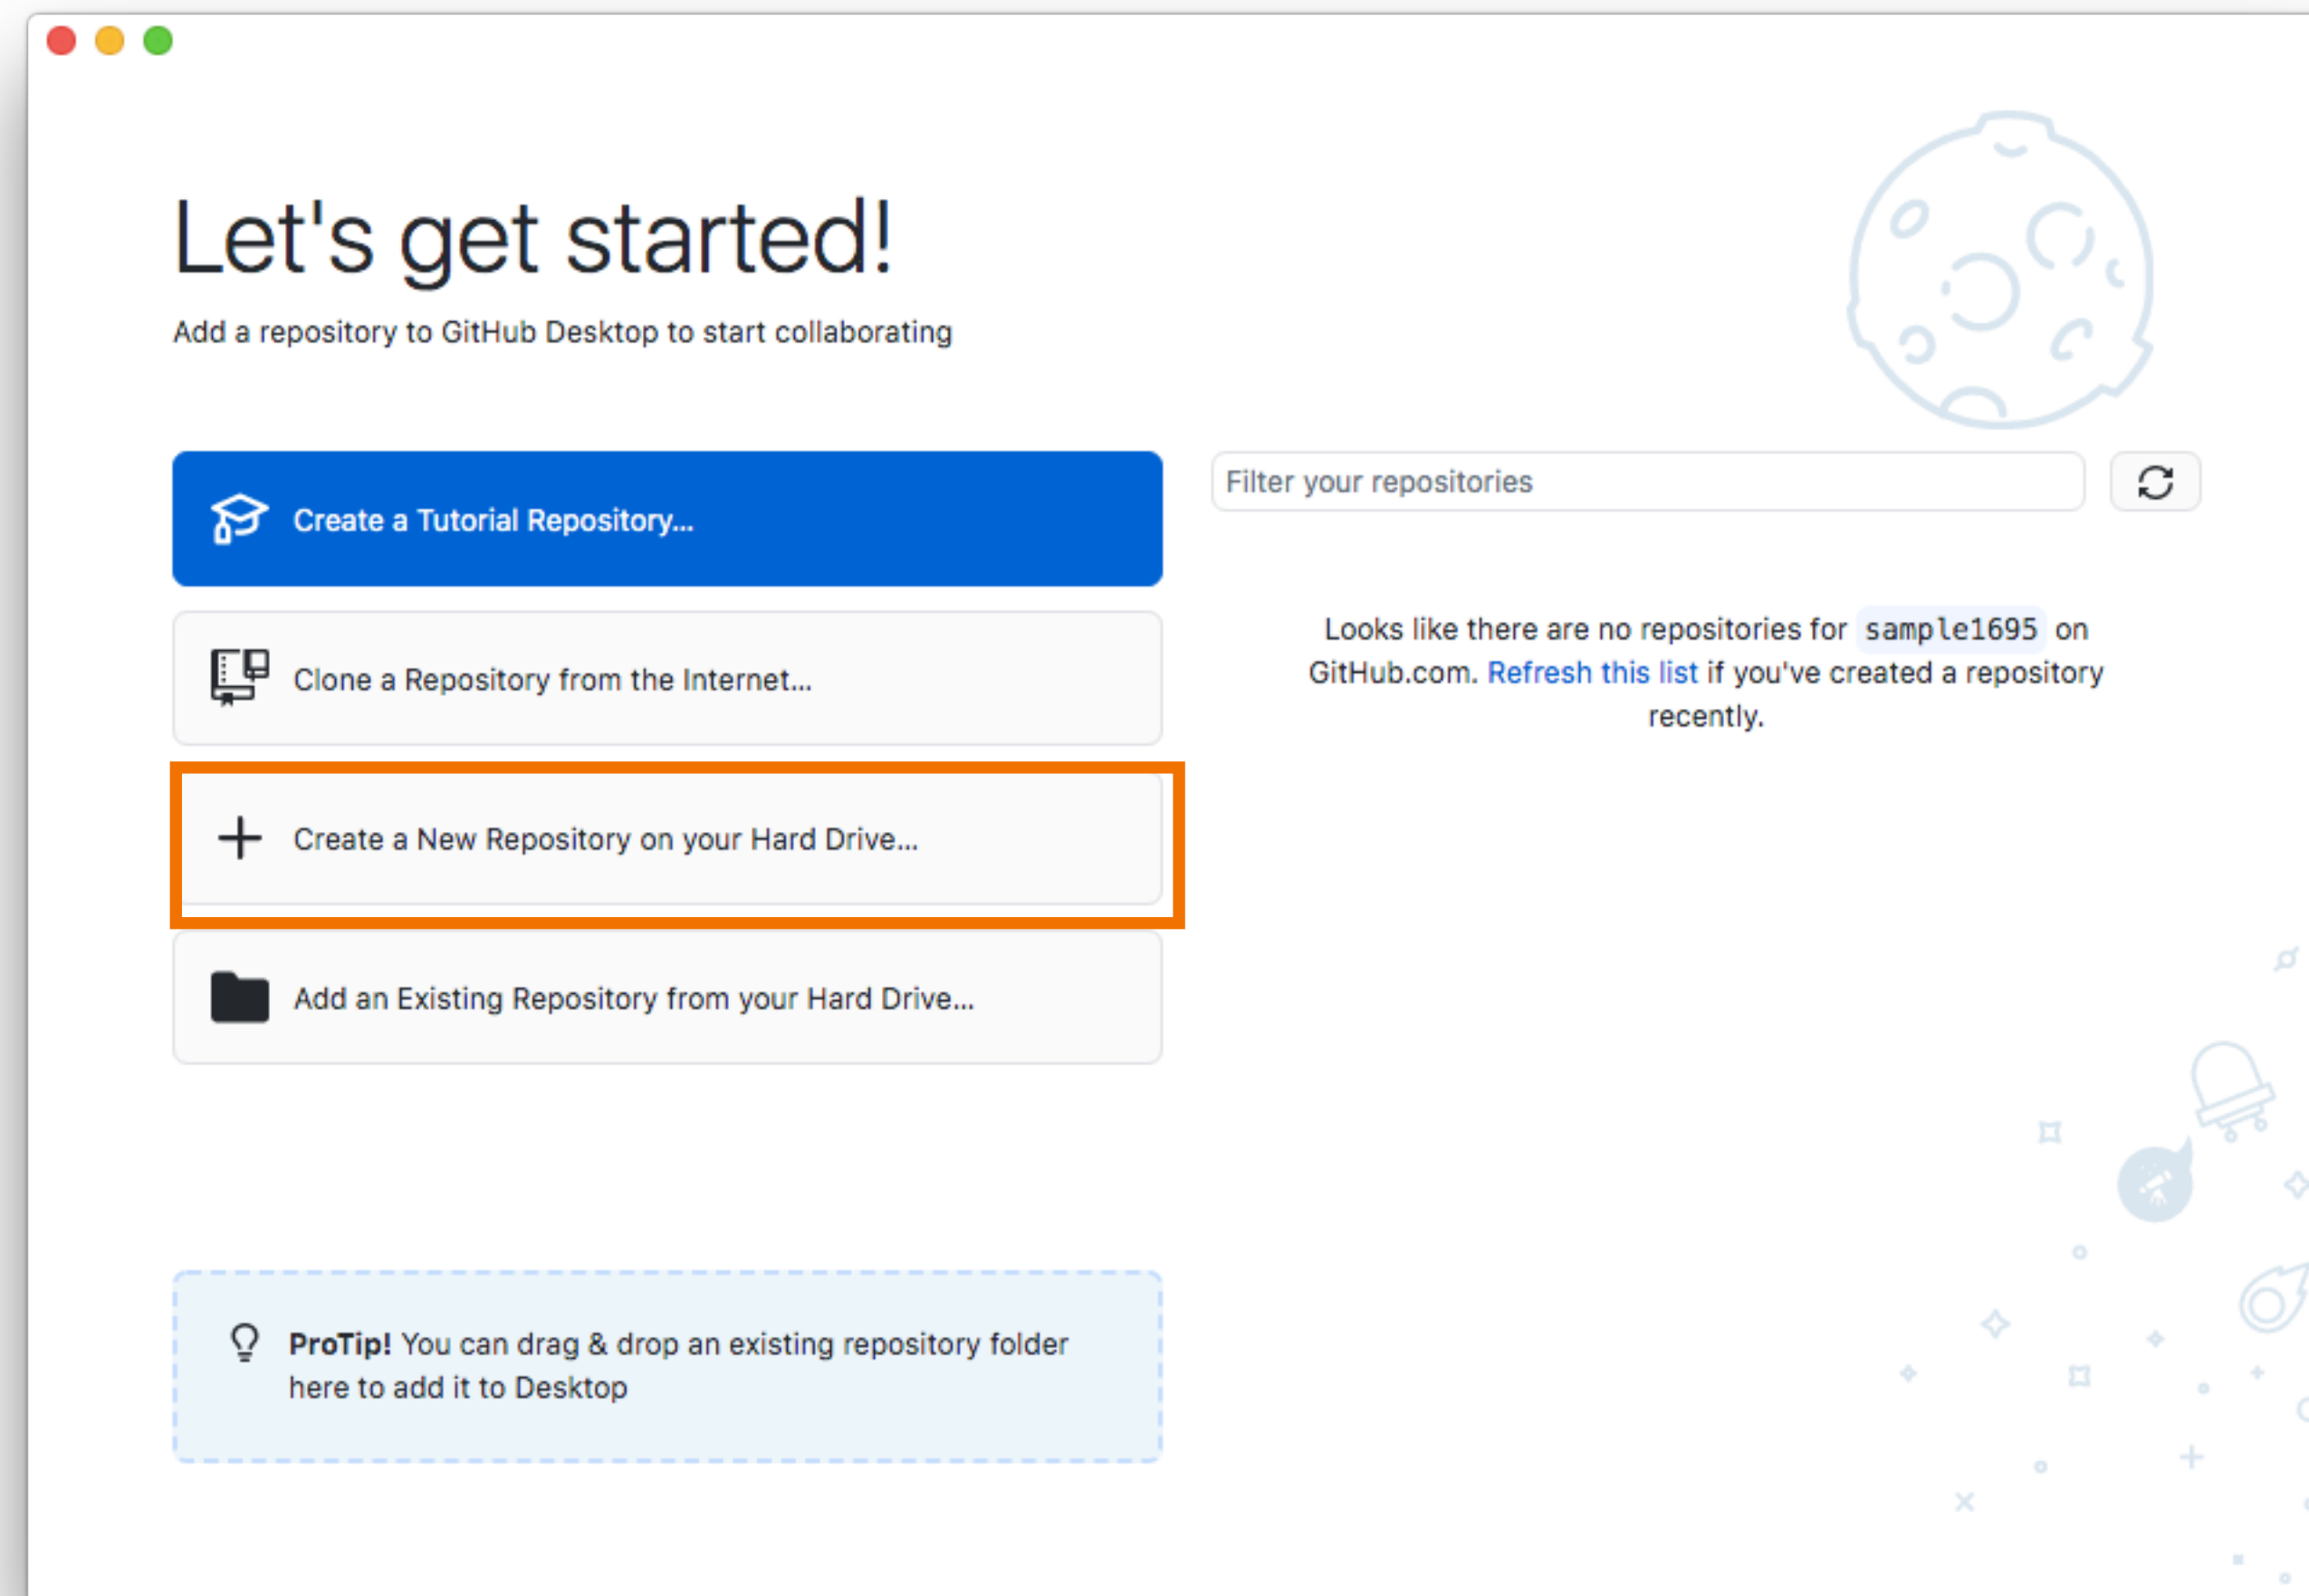 Let's get started!
Add a repository to GitHub Desktop to start collaborating
Create a Tutorial Repository...
Clone a Repository from the Internet...
Create a New Repository on your Hard Drive...
Add an Existing Repository from your Hard Drive...
ProTip! You can drag & drop an existing repository folder
here to add it to Desktop
Filter your repositories
Looks like there are no repositories for sample1695 on
GitHub.com. Refresh this list if you've created a repository
recently.